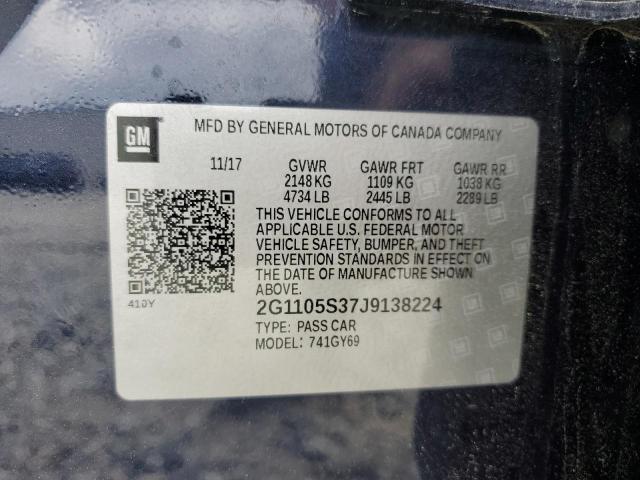 GM
MFD BY GENERAL MOTORS OF CANADA COMPANY
11/17 GVWR GAWR FRT GAWR RR
2148 KG 1109 KG 1038 KG
4734 LB 2445 LB 2289 LB
THIS VEHICLE CONFORMS TO ALL
APPLICABLE U.S. FEDERAL MOTOR
VEHICLE SAFETY, BUMPER, AND THEFT
PREVENTION STANDARDS IN EFFECT ON
THE DATE OF MANUFACTURE SHOWN
ABOVE.
410Y
2G1105S37J9138224
TYPE: PASS CAR
MODEL: 741GY69